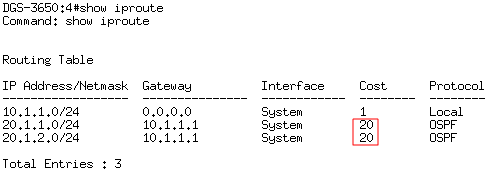 DGS-3650:4#show iproute
Command: show iproute
Routing Table
IP Address/Netmask Gateway Interface Cost Protocol
------------------ --------------- ------------ -------- --------
10.1.1.0/24 0.0.0.0 System 1 Local
20.1.1.0/24 10.1.1.1 System 20 OSPF
20.1.2.0/24 10.1.1.1 System 20 OSPF
Total Entries : 3